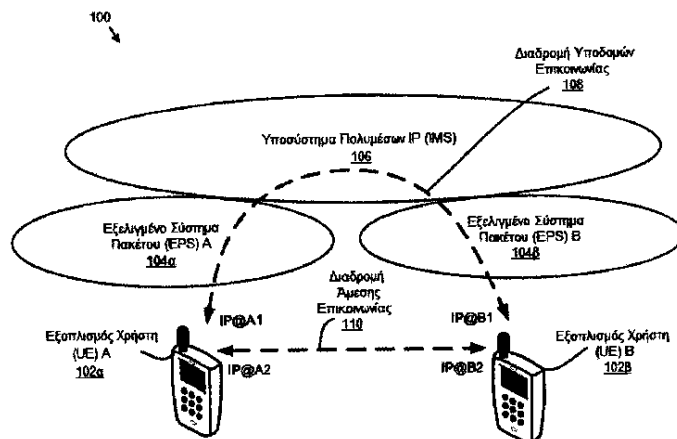 100
Διαδρομή Υποδομών
Επικοινωνίας
108
Υποσύστημα Πολυμέσων IP (IMS)
106
Εξελιγμένο Σύστημα
Πακέτου (EPS) A
104α
Εξελιγμένο Σύστημα
Πακέτου (EPS) B
104β
Διαδρομή
Άμεσης
Επικοινωνίας
110
IP@A1
IP@B1
Εξοπλισμός Χρήστη
(UE) A
102α
IP@A2
IP@B2
Εξοπλισμός Χρήστη
(UE) B
102β